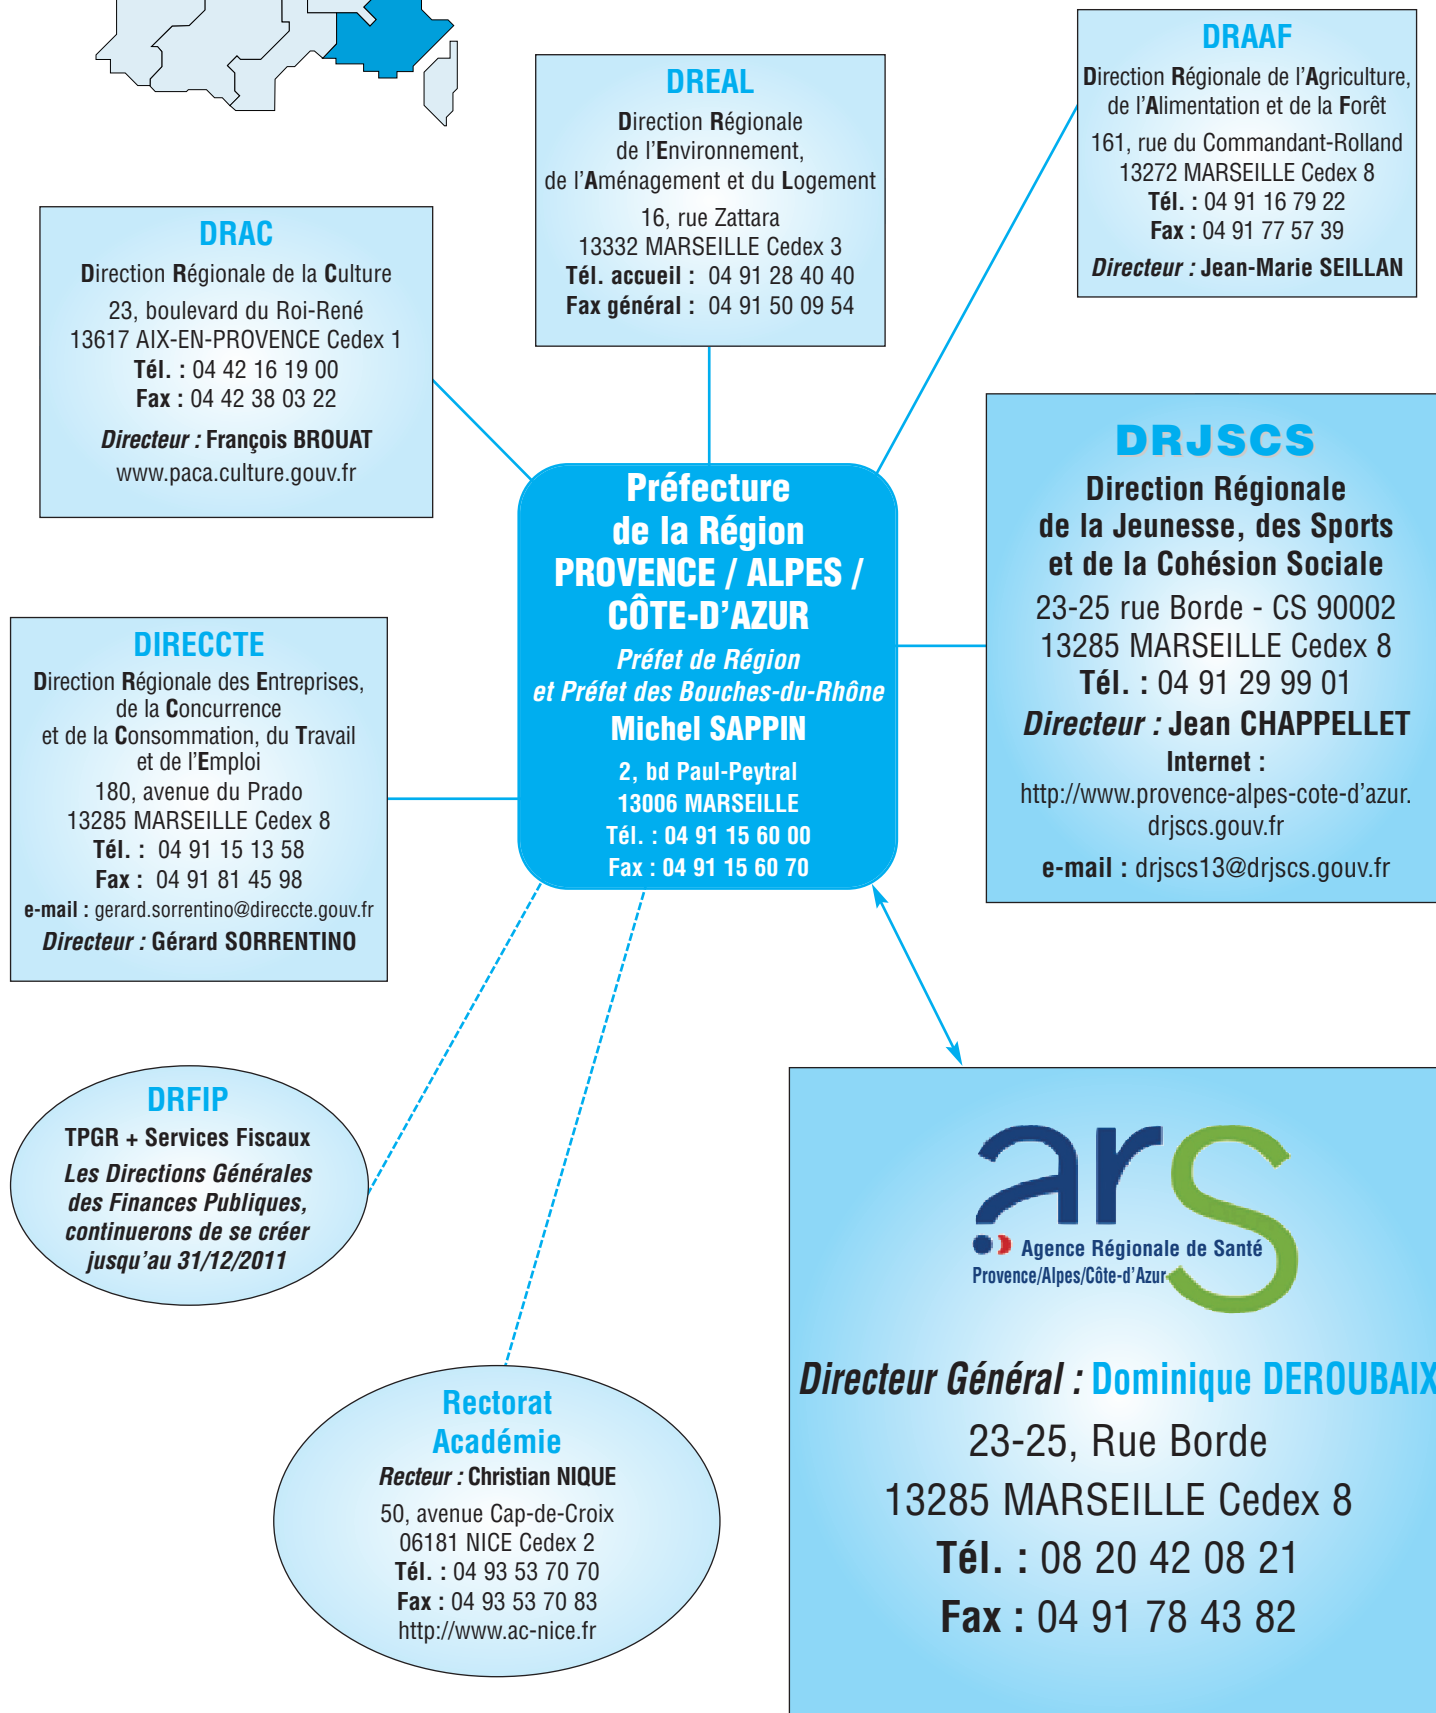 DREAL
Direction Régionale
de l'Environnement,
de l'Aménagement et du Logement
16, rue Zattara
13332 MARSEILLE Cedex 3
Tél. accueil : 04 91 28 40 40
Fax général : 04 91 50 09 54
DRAAF
Direction Régionale de l'Agriculture,
de l'Alimentation et de la Forêt
161, rue du Commandant-Rolland
13272 MARSEILLE Cedex 8
Tél. : 04 91 16 79 22
Fax : 04 91 77 57 39
Directeur : Jean-Marie SEILLAN
DRAC
Direction Régionale de la Culture
23, boulevard du Roi-René
13617 AIX-EN-PROVENCE Cedex 1
Tél. : 04 42 16 19 00
Fax : 04 42 38 03 22
Directeur : François BROUAT
www.paca.culture.gouv.fr
Préfecture
de la Région
PROVENCE / ALPES /
CÔTE-D'AZUR
Préfet de Région
et Préfet des Bouches-du-Rhône
Michel SAPPIN
2, bd Paul-Peytral
13006 MARSEILLE
Tél. : 04 91 15 60 00
Fax : 04 91 15 60 70
DRJSCS
Direction Régionale
de la Jeunesse, des Sports
et de la Cohésion Sociale
23-25 rue Borde - CS 90002
13285 MARSEILLE Cedex 8
Tél. : 04 91 29 99 01
Directeur : Jean CHAPPELLET
Internet :
http://www.provence-alpes-cote-d'azur.
drjscs.gouv.fr
e-mail : drjscs13@drjscs.gouv.fr
DIRECCTE
Direction Régionale des Entreprises,
de la Concurrence
et de la Consommation, du Travail
et de l'Emploi
180, avenue du Prado
13285 MARSEILLE Cedex 8
Tél. : 04 91 15 13 58
Fax : 04 91 81 45 98
e-mail : gerard.sorrentino@direccte.gouv.fr
Directeur : Gérard SORRENTINO
DRFIP
TPGR + Services Fiscaux
Les Directions Générales
des Finances Publiques,
continuerons de se créer
jusqu'au 31/12/2011
Rectorat
Académie
Recteur : Christian NIQUE
50, avenue Cap-de-Croix
06181 NICE Cedex 2
Tél. : 04 93 53 70 70
Fax : 04 93 53 70 83
http://www.ac-nice.fr
ars
Agence Régionale de Santé
Provence/Alpes/Côte-d'Azur
Directeur Général : Dominique DEROUBAIX
23-25, Rue Borde
13285 MARSEILLE Cedex 8
Tél. : 08 20 42 08 21
Fax : 04 91 78 43 82